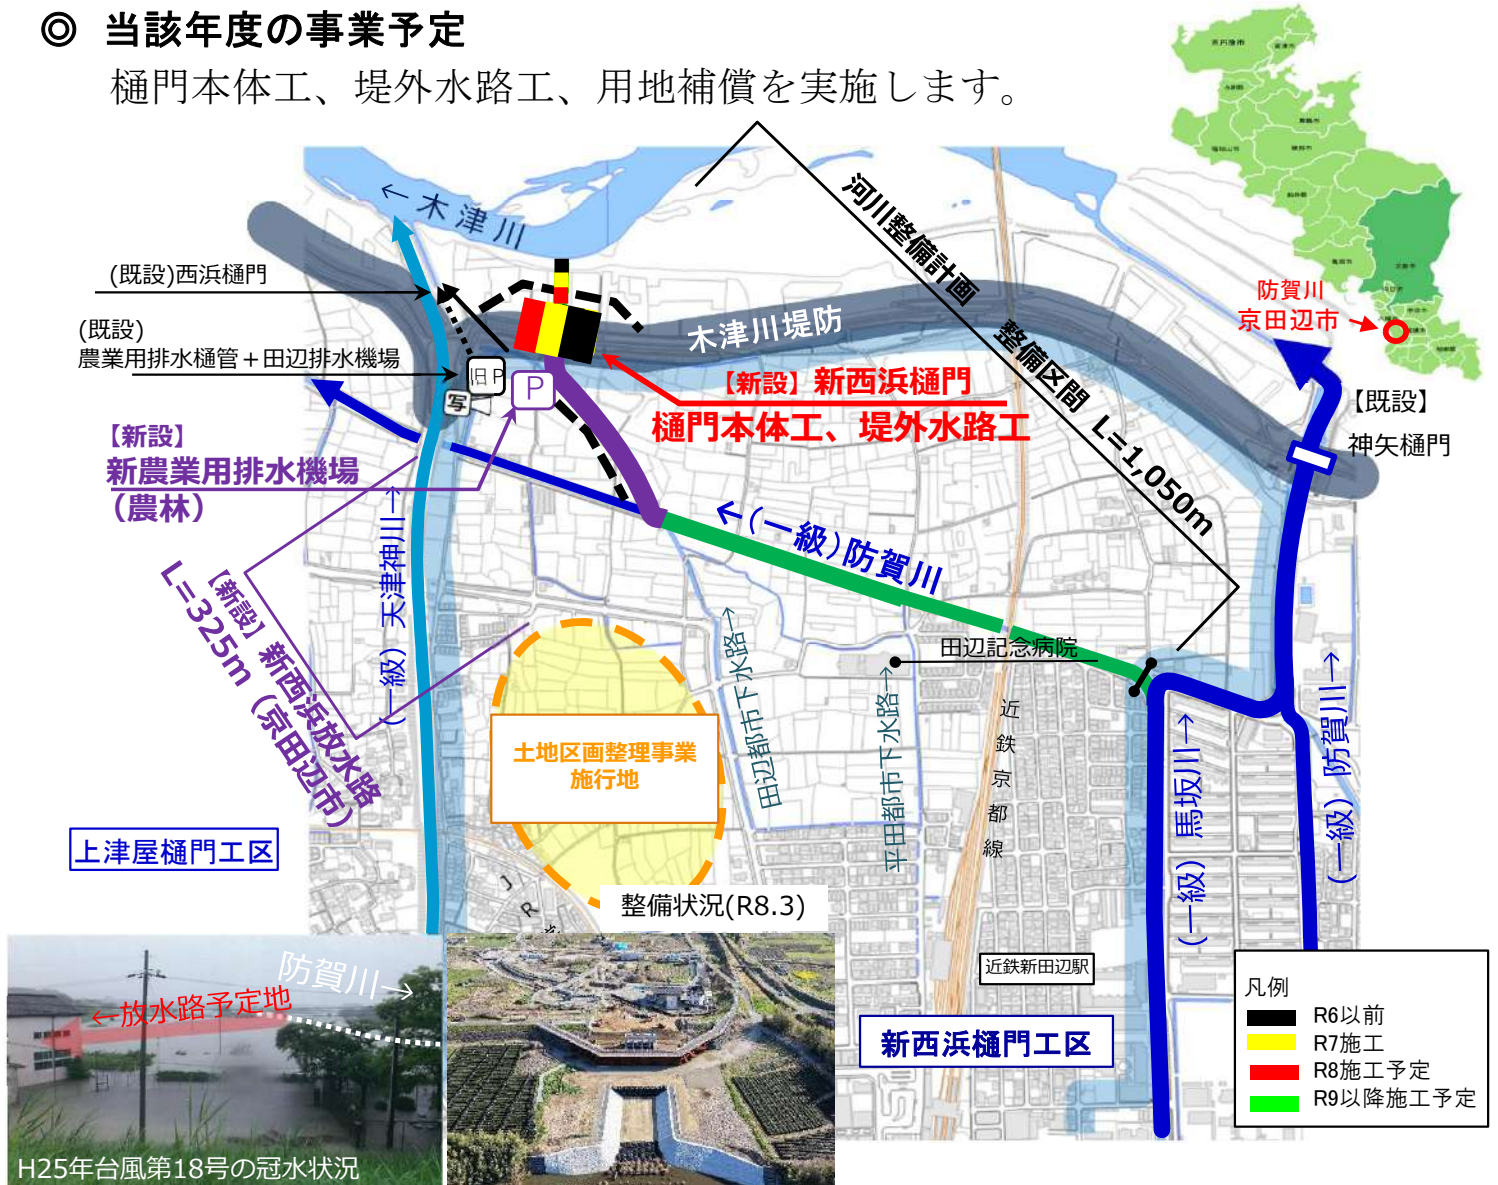 ◎ 当該年度の事業予定
樋門本体工、堤外水路工、用地補償を実施します。
←木津川
(既設)西浜樋門
(既設)
農業用排水樋管＋田辺排水機場
旧P
写
P
【新設】
新農業用排水機場
（農林）
木津川堤防
【新設】新西浜樋門
樋門本体工、堤外水路工
河川整備計画　整備区間　L=1,050m
防賀川
京田辺市
【既設】
神矢樋門
←(一級)防賀川
(一級) 天津神川→
【新設】新西浜放水路
L=325m（京田辺市）
土地区画整理事業
施行地
田辺都市下水路→
平田都市下水路→
田辺記念病院
近鉄京都線
(一級) 馬坂川→
(一級) 防賀川→
上津屋樋門工区
JR
整備状況(R8.3)
近鉄新田辺駅
新西浜樋門工区
防賀川→
←放水路予定地
H25年台風第18号の冠水状況
凡例
R6以前
R7施工
R8施工予定
R9以降施工予定